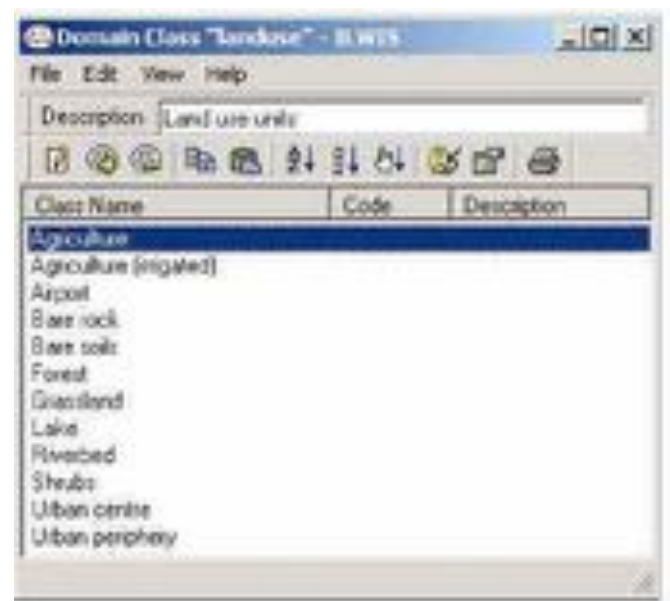 Domain Class "landuse" - ILWIS
File Edit View Help
Description Land use units
Class Name Code Description
Agriculture
Agriculture (irrigated)
Airport
Bare rock
Bare soils
Forest
Grassland
Lake
Riverbed
Shrubs
Urban centre
Urban periphery